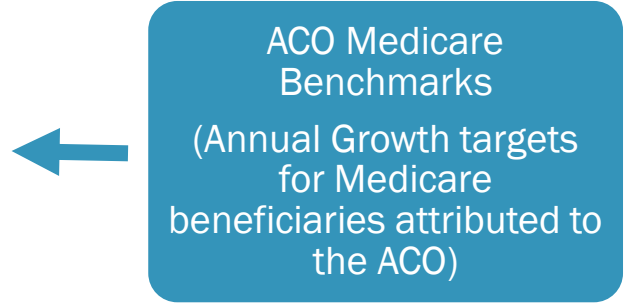 ACO Medicare
Benchmarks
(Annual Growth targets
for Medicare
beneficiaries attributed to
the ACO)